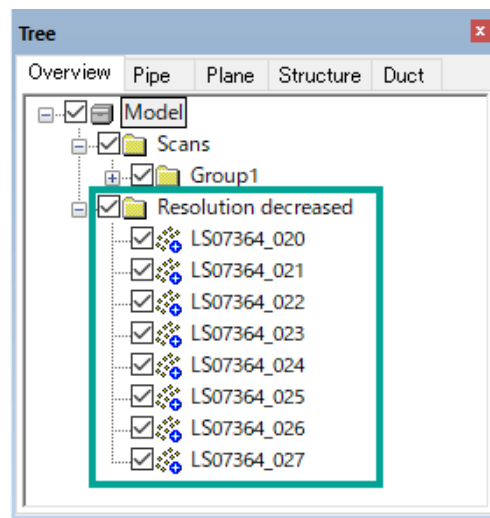 Tree
Overview Pipe Plane Structure Duct
Model
Scans
Group1
Resolution decreased
LS07364_020
LS07364_021
LS07364_022
LS07364_023
LS07364_024
LS07364_025
LS07364_026
LS07364_027